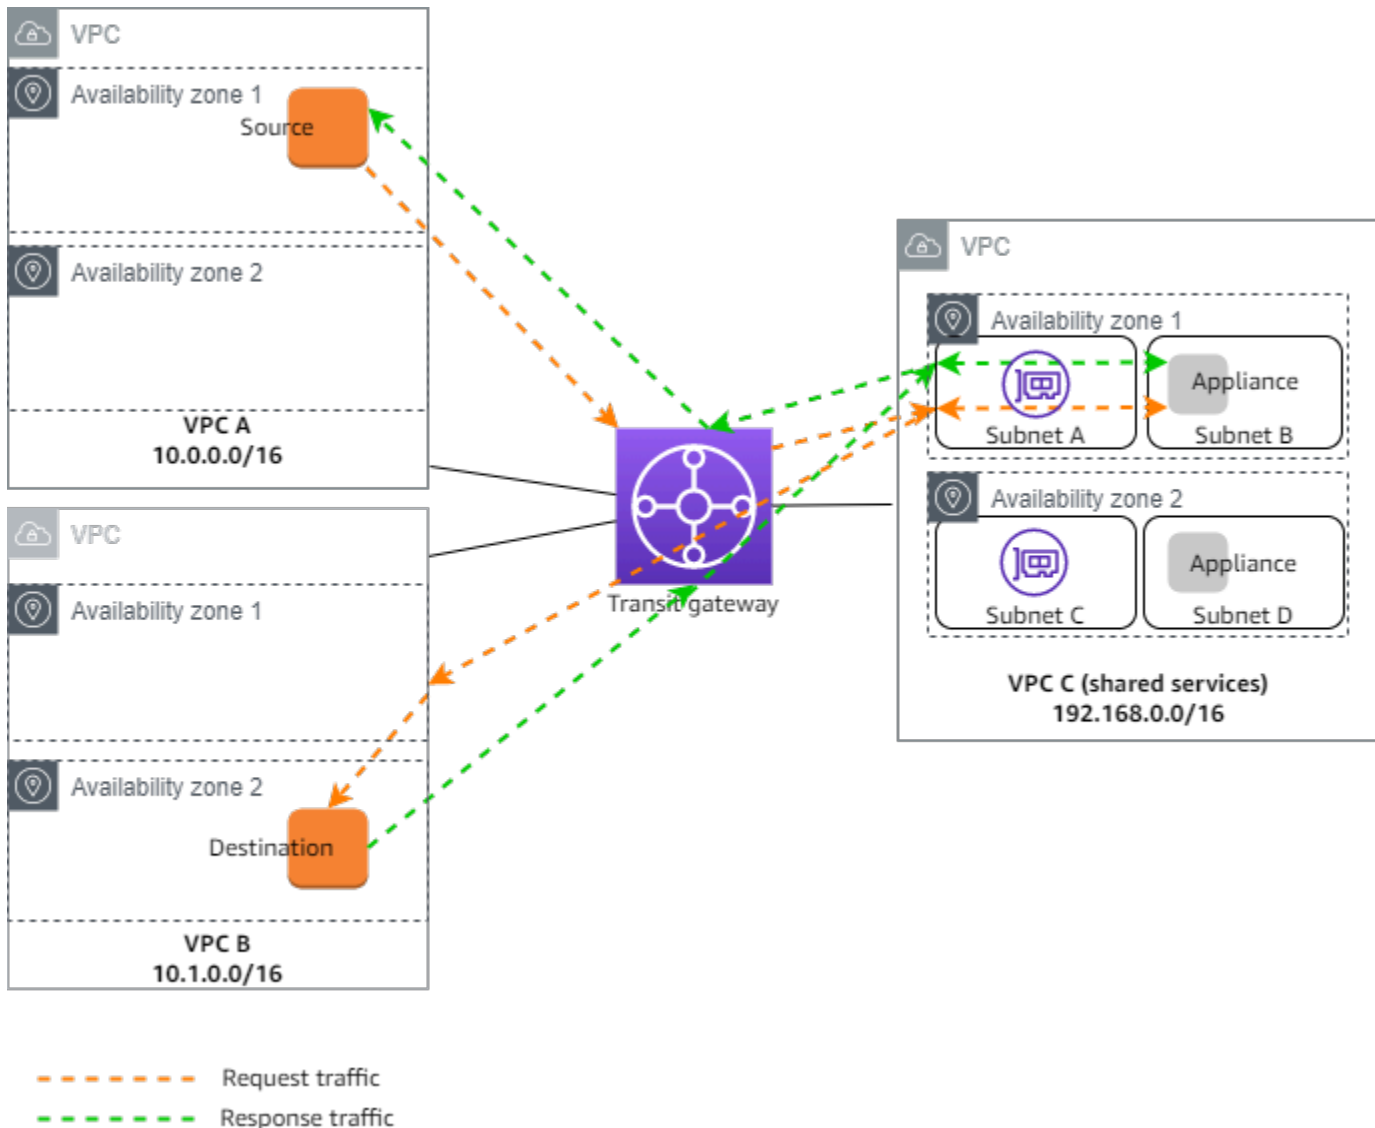 VPC
Availability zone 1
Source
Availability zone 2
VPC A
10.0.0.0/16
VPC
Availability zone 1
Availability zone 2
Destination
VPC B
10.1.0.0/16
Transit gateway
VPC
Availability zone 1
Appliance
Subnet A
Subnet B
Availability zone 2
Appliance
Subnet C
Subnet D
VPC C (shared services)
192.168.0.0/16
Request traffic
Response traffic